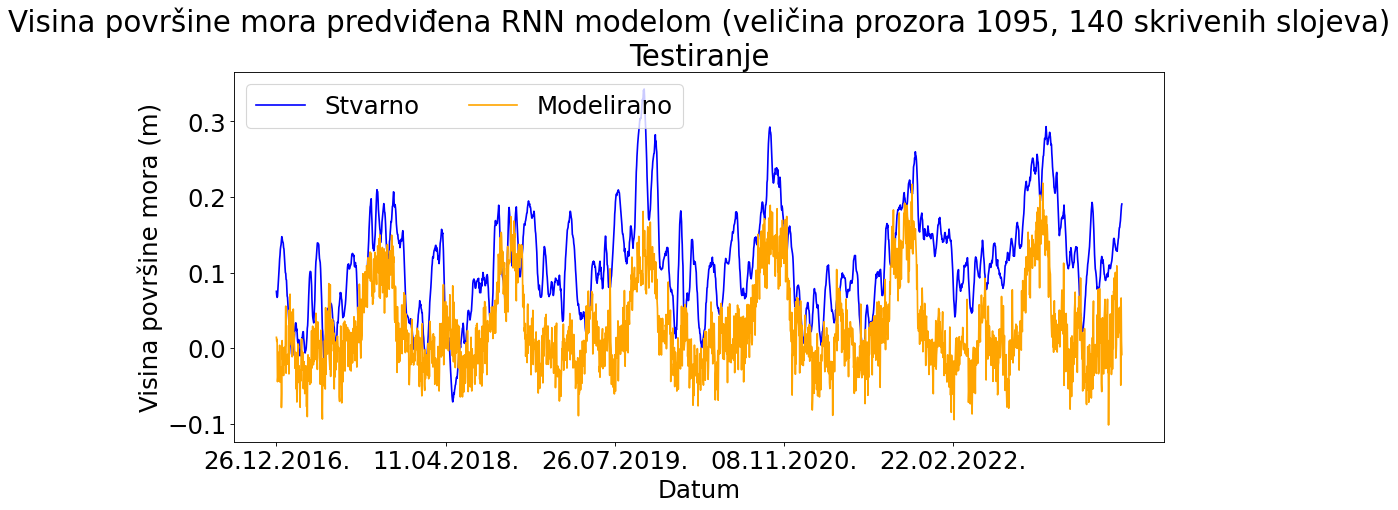 Visina površine mora predviđena RNN modelom (veličina prozora 1095, 140 skrivenih slojeva)
Testiranje
Stvarno Modelirano
Visina površine mora (m)
0.3
0.2
0.1
0.0
−0.1
26.12.2016. 11.04.2018. 26.07.2019. 08.11.2020. 22.02.2022.
Datum